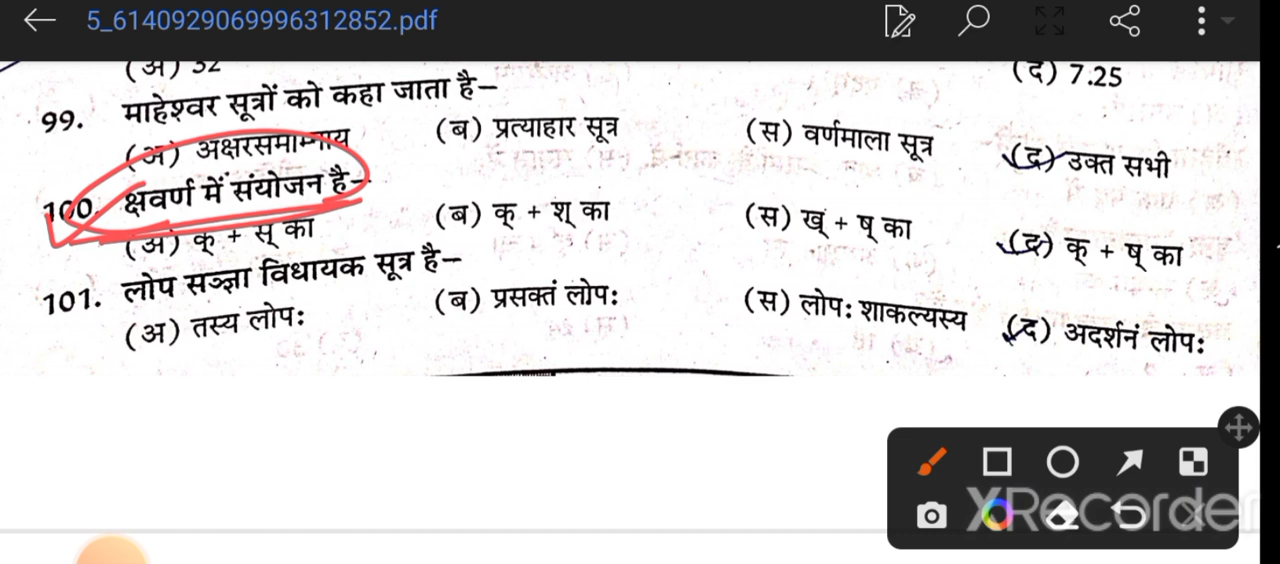 5_6140929069996312852.pdf
(अ) 32 (द) 7.25
99. माहेश्वर सूत्रों को कहा जाता है–
(अ) अक्षरसमाम्नाय (ब) प्रत्याहार सूत्र (स) वर्णमाला सूत्र (द) उक्त सभी
100. क्षवर्ण में संयोजन है–
(अ) क् + स् का (ब) क् + श् का (स) ख् + ष् का (द) क् + ष् का
101. लोप सञ्ज्ञा विधायक सूत्र है–
(अ) तस्य लोपः (ब) प्रसक्तं लोपः (स) लोपः शाकल्यस्य (द) अदर्शनं लोपः
XRecorder